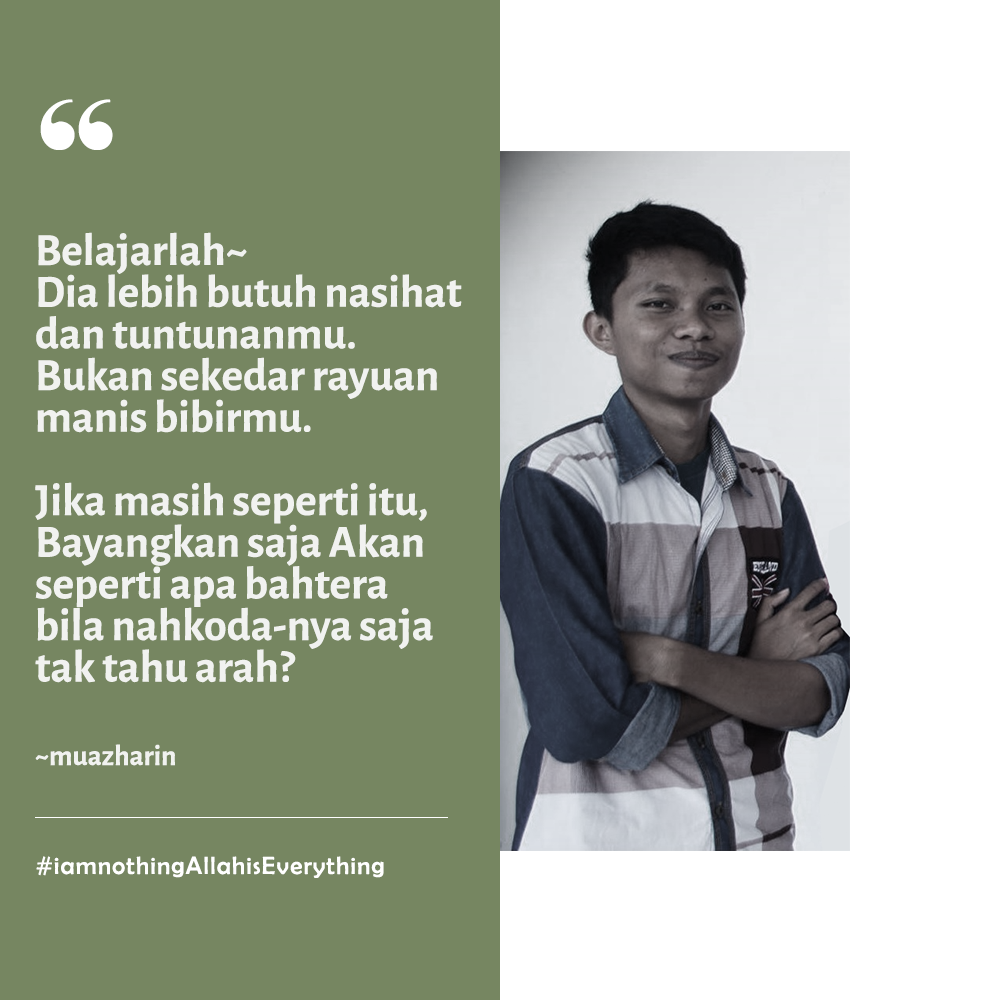 “
Belajarlah~
Dia lebih butuh nasihat
dan tuntunanmu.
Bukan sekedar rayuan
manis bibirmu.
Jika masih seperti itu,
Bayangkan saja Akan
seperti apa bahtera
bila nahkoda-nya saja
tak tahu arah?
~muazharin
#iamnothingAllahisEverything